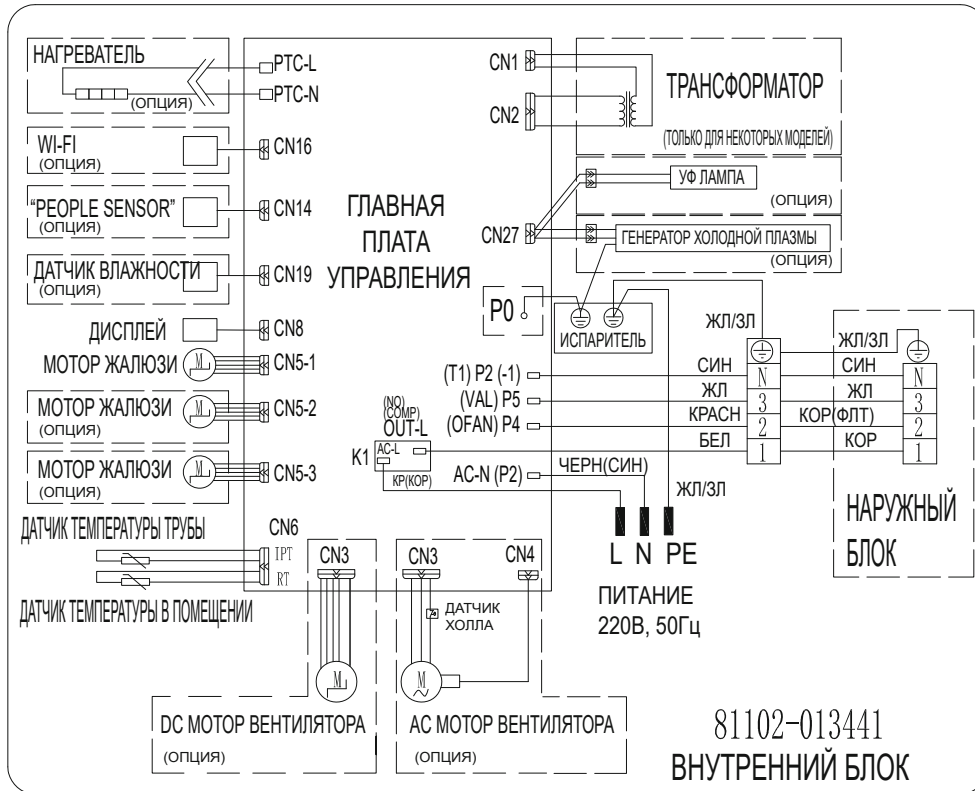 НАГРЕВАТЕЛЬ
(ОПЦИЯ)
PTC-L
PTC-N
WI-FI
(ОПЦИЯ)
CN16
“PEOPLE SENSOR”
(ОПЦИЯ)
CN14
ДАТЧИК ВЛАЖНОСТИ
(ОПЦИЯ)
CN19
ДИСПЛЕЙ
CN8
МОТОР ЖАЛЮЗИ
M
CN5-1
МОТОР ЖАЛЮЗИ
(ОПЦИЯ)
M
CN5-2
МОТОР ЖАЛЮЗИ
(ОПЦИЯ)
M
CN5-3
ДАТЧИК ТЕМПЕРАТУРЫ ТРУБЫ
CN6
IPT
RT
ДАТЧИК ТЕМПЕРАТУРЫ В ПОМЕЩЕНИИ
ГЛАВНАЯ
ПЛАТА
УПРАВЛЕНИЯ
CN1
CN2
ТРАНСФОРМАТОР
(ТОЛЬКО ДЛЯ НЕКОТОРЫХ МОДЕЛЕЙ)
УФ ЛАМПА
(ОПЦИЯ)
CN27
ГЕНЕРАТОР ХОЛОДНОЙ ПЛАЗМЫ
(ОПЦИЯ)
P0
ИСПАРИТЕЛЬ
ЖЛ/ЗЛ
ЖЛ/ЗЛ
(T1) P2 (-1)
СИН
N
СИН
N
(VAL) P5
ЖЛ
3
ЖЛ
3
(OFAN) P4
КРАСН
2
КОР(ФЛТ)
2
(NO)
(COMP)
OUT-L
БЕЛ
1
КОР
1
K1
AC-L
КР(КОР)
AC-N (P2)
ЧЕРН(СИН)
ЖЛ/ЗЛ
L N PE
ПИТАНИЕ
220В, 50Гц
НАРУЖНЫЙ
БЛОК
CN3
M
DC МОТОР ВЕНТИЛЯТОРА
(ОПЦИЯ)
CN3
CN4
ДАТЧИК
ХОЛЛА
M
AC МОТОР ВЕНТИЛЯТОРА
(ОПЦИЯ)
81102-013441
ВНУТРЕННИЙ БЛОК